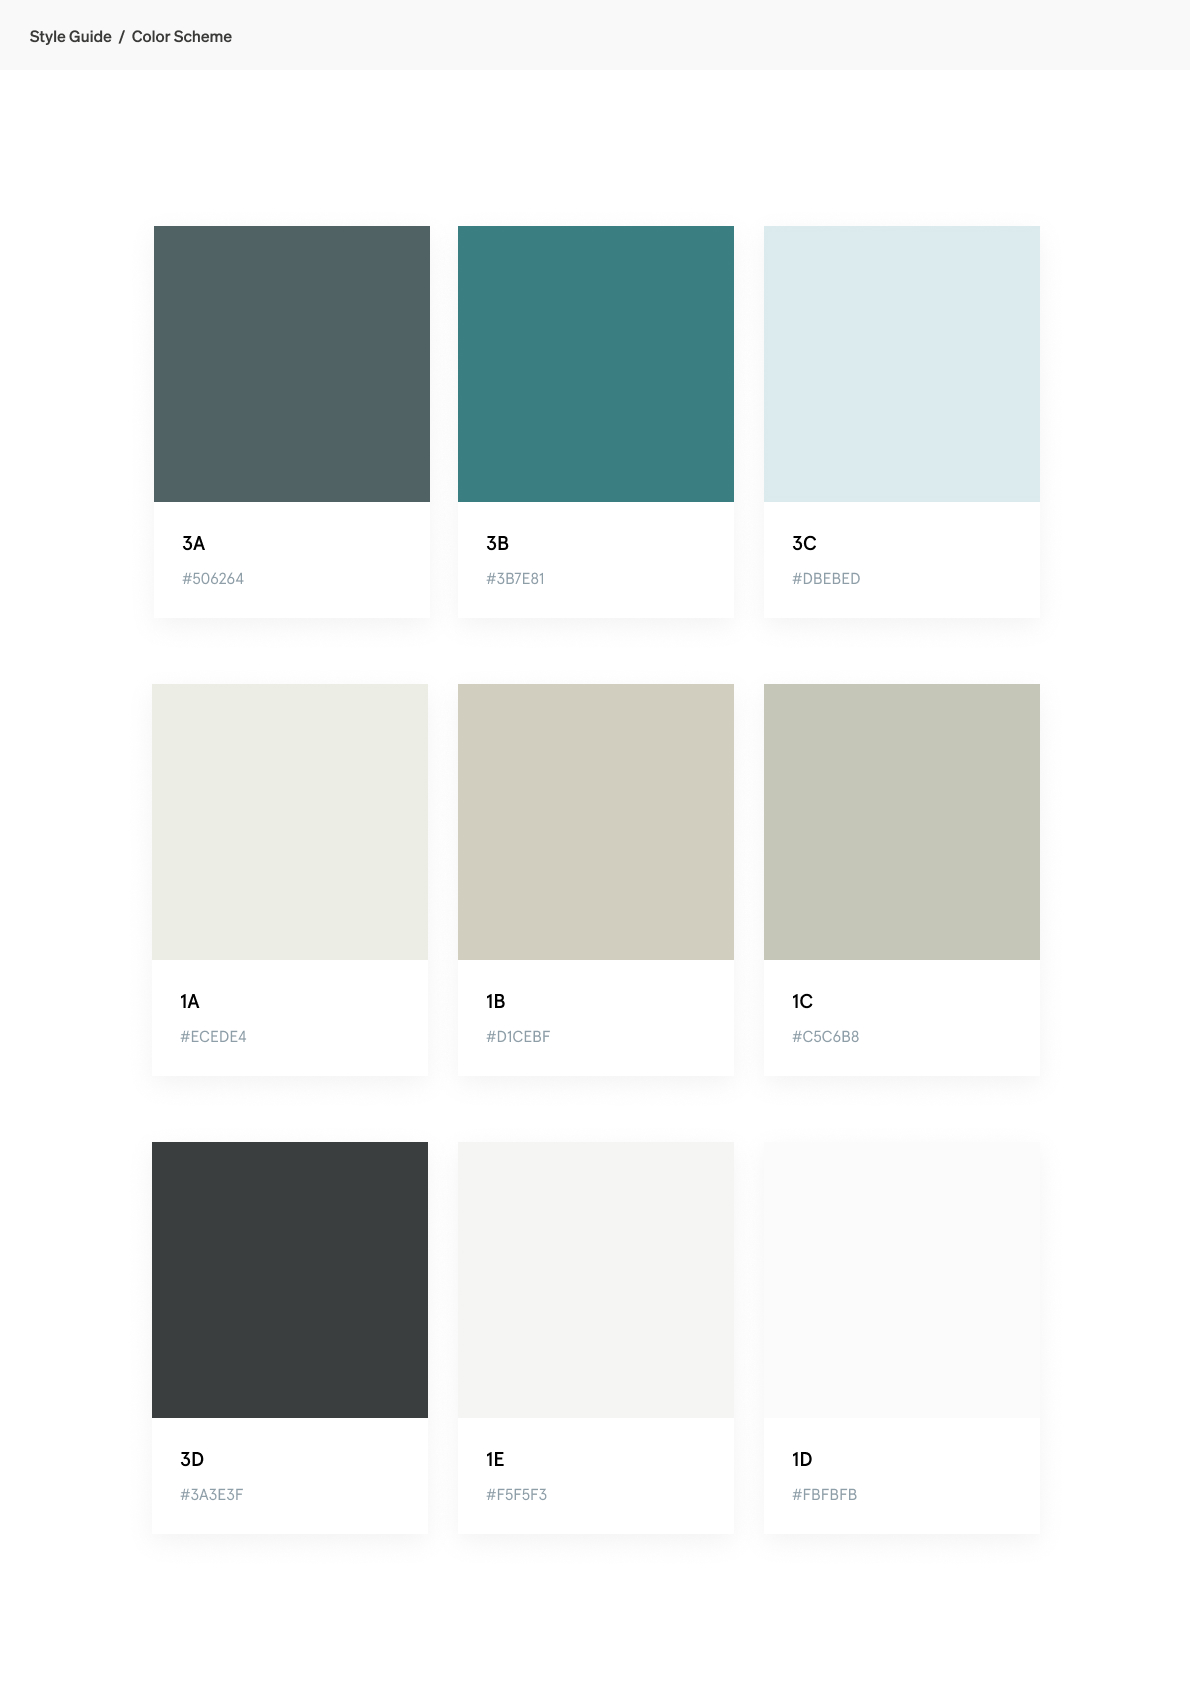 Style Guide / Color Scheme
3A
#506264
3B
#3B7E81
3C
#DBEBED
1A
#ECEDE4
1B
#D1CEBF
1C
#C5C6B8
3D
#3A3E3F
1E
#F5F5F3
1D
#FBFBFB